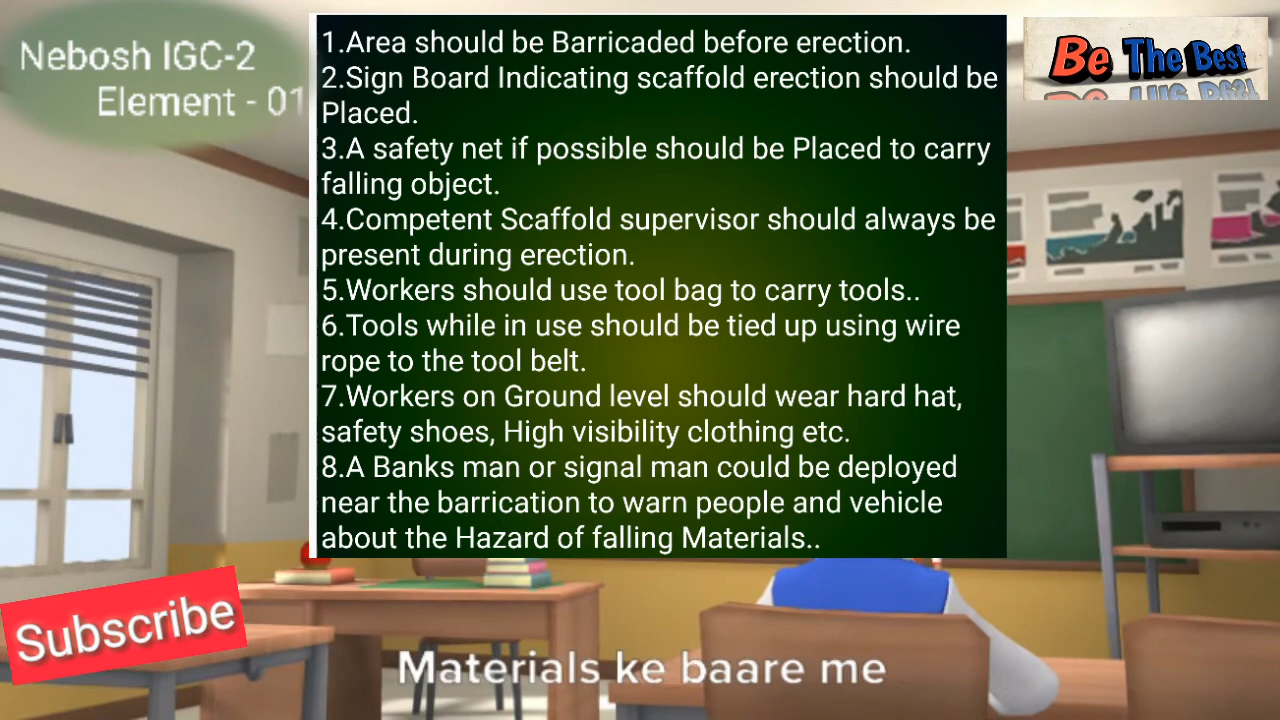 Nebosh IGC-2
Element - 01
1.Area should be Barricaded before erection.
2.Sign Board Indicating scaffold erection should be
Placed.
3.A safety net if possible should be Placed to carry
falling object.
4.Competent Scaffold supervisor should always be
present during erection.
5.Workers should use tool bag to carry tools..
6.Tools while in use should be tied up using wire
rope to the tool belt.
7.Workers on Ground level should wear hard hat,
safety shoes, High visibility clothing etc.
8.A Banks man or signal man could be deployed
near the barrication to warn people and vehicle
about the Hazard of falling Materials..
Be The Best
Subscribe
Materials ke baare me